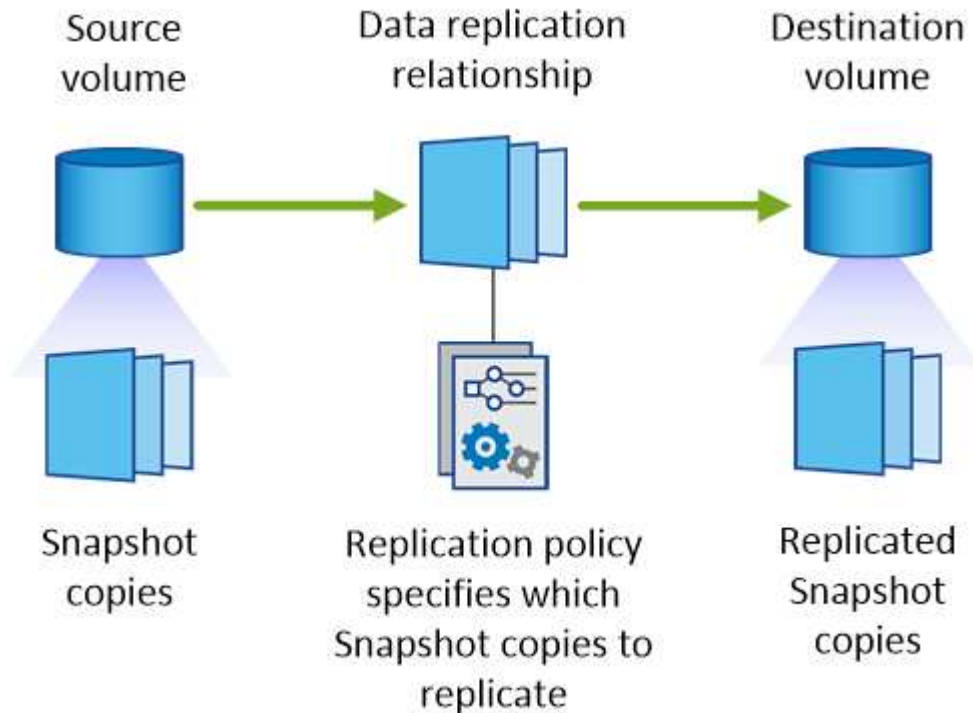 Source
volume
Data replication
relationship
Destination
volume
Snapshot
copies
Replication policy
specifies which
Snapshot copies to
replicate
Replicated
Snapshot
copies